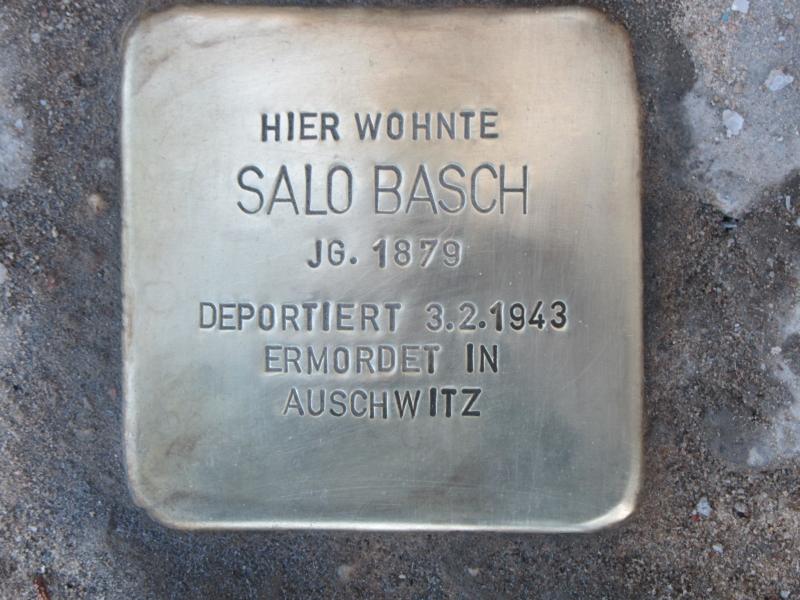 HIER WOHNTE
SALO BASCH
JG. 1879
DEPORTIERT 3.2.1943
ERMORDET IN
AUSCHWITZ